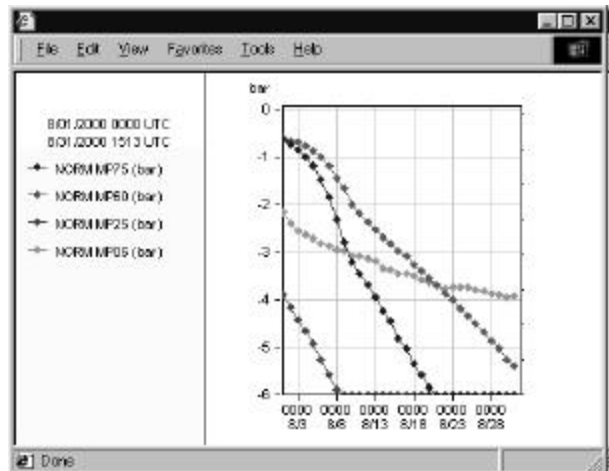 File Edit View Favorites Tools Help
8/01/2000 0000 UTC
8/31/2000 1513 UTC
NORM MP75 (bar)
NORM MP60 (bar)
NORM MP25 (bar)
NORM MP05 (bar)
bar
0
-1
-2
-3
-4
-5
-6
0000 0000 0000 0000 0000 0000
8/3 8/8 8/13 8/18 8/23 8/28
Done